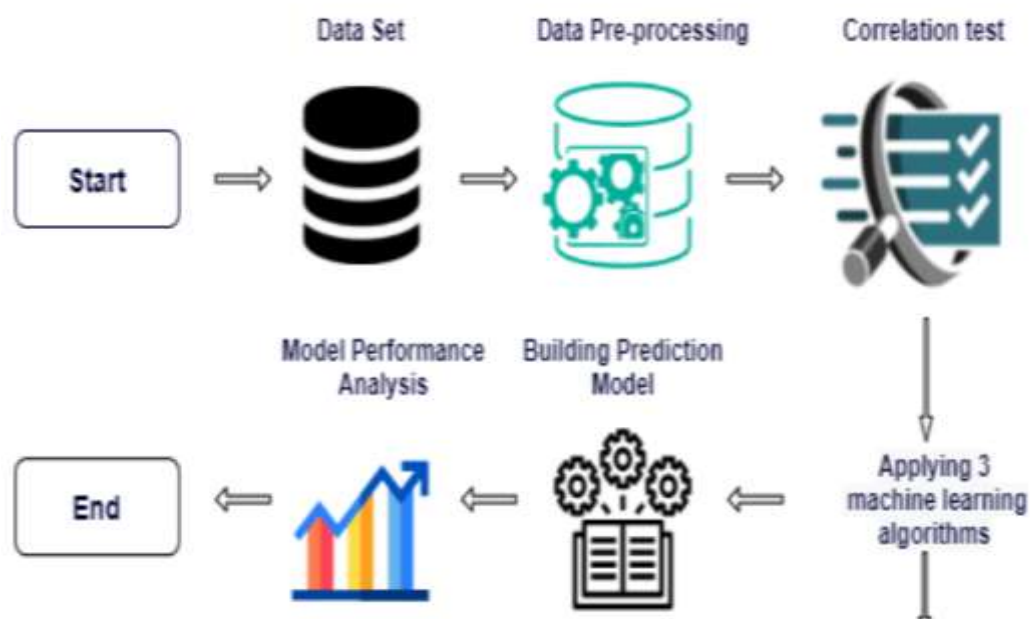 Data Set
Data Pre-processing
Correlation test
Start
Model Performance
Analysis
Building Prediction
Model
Applying 3
machine learning
algorithms
End